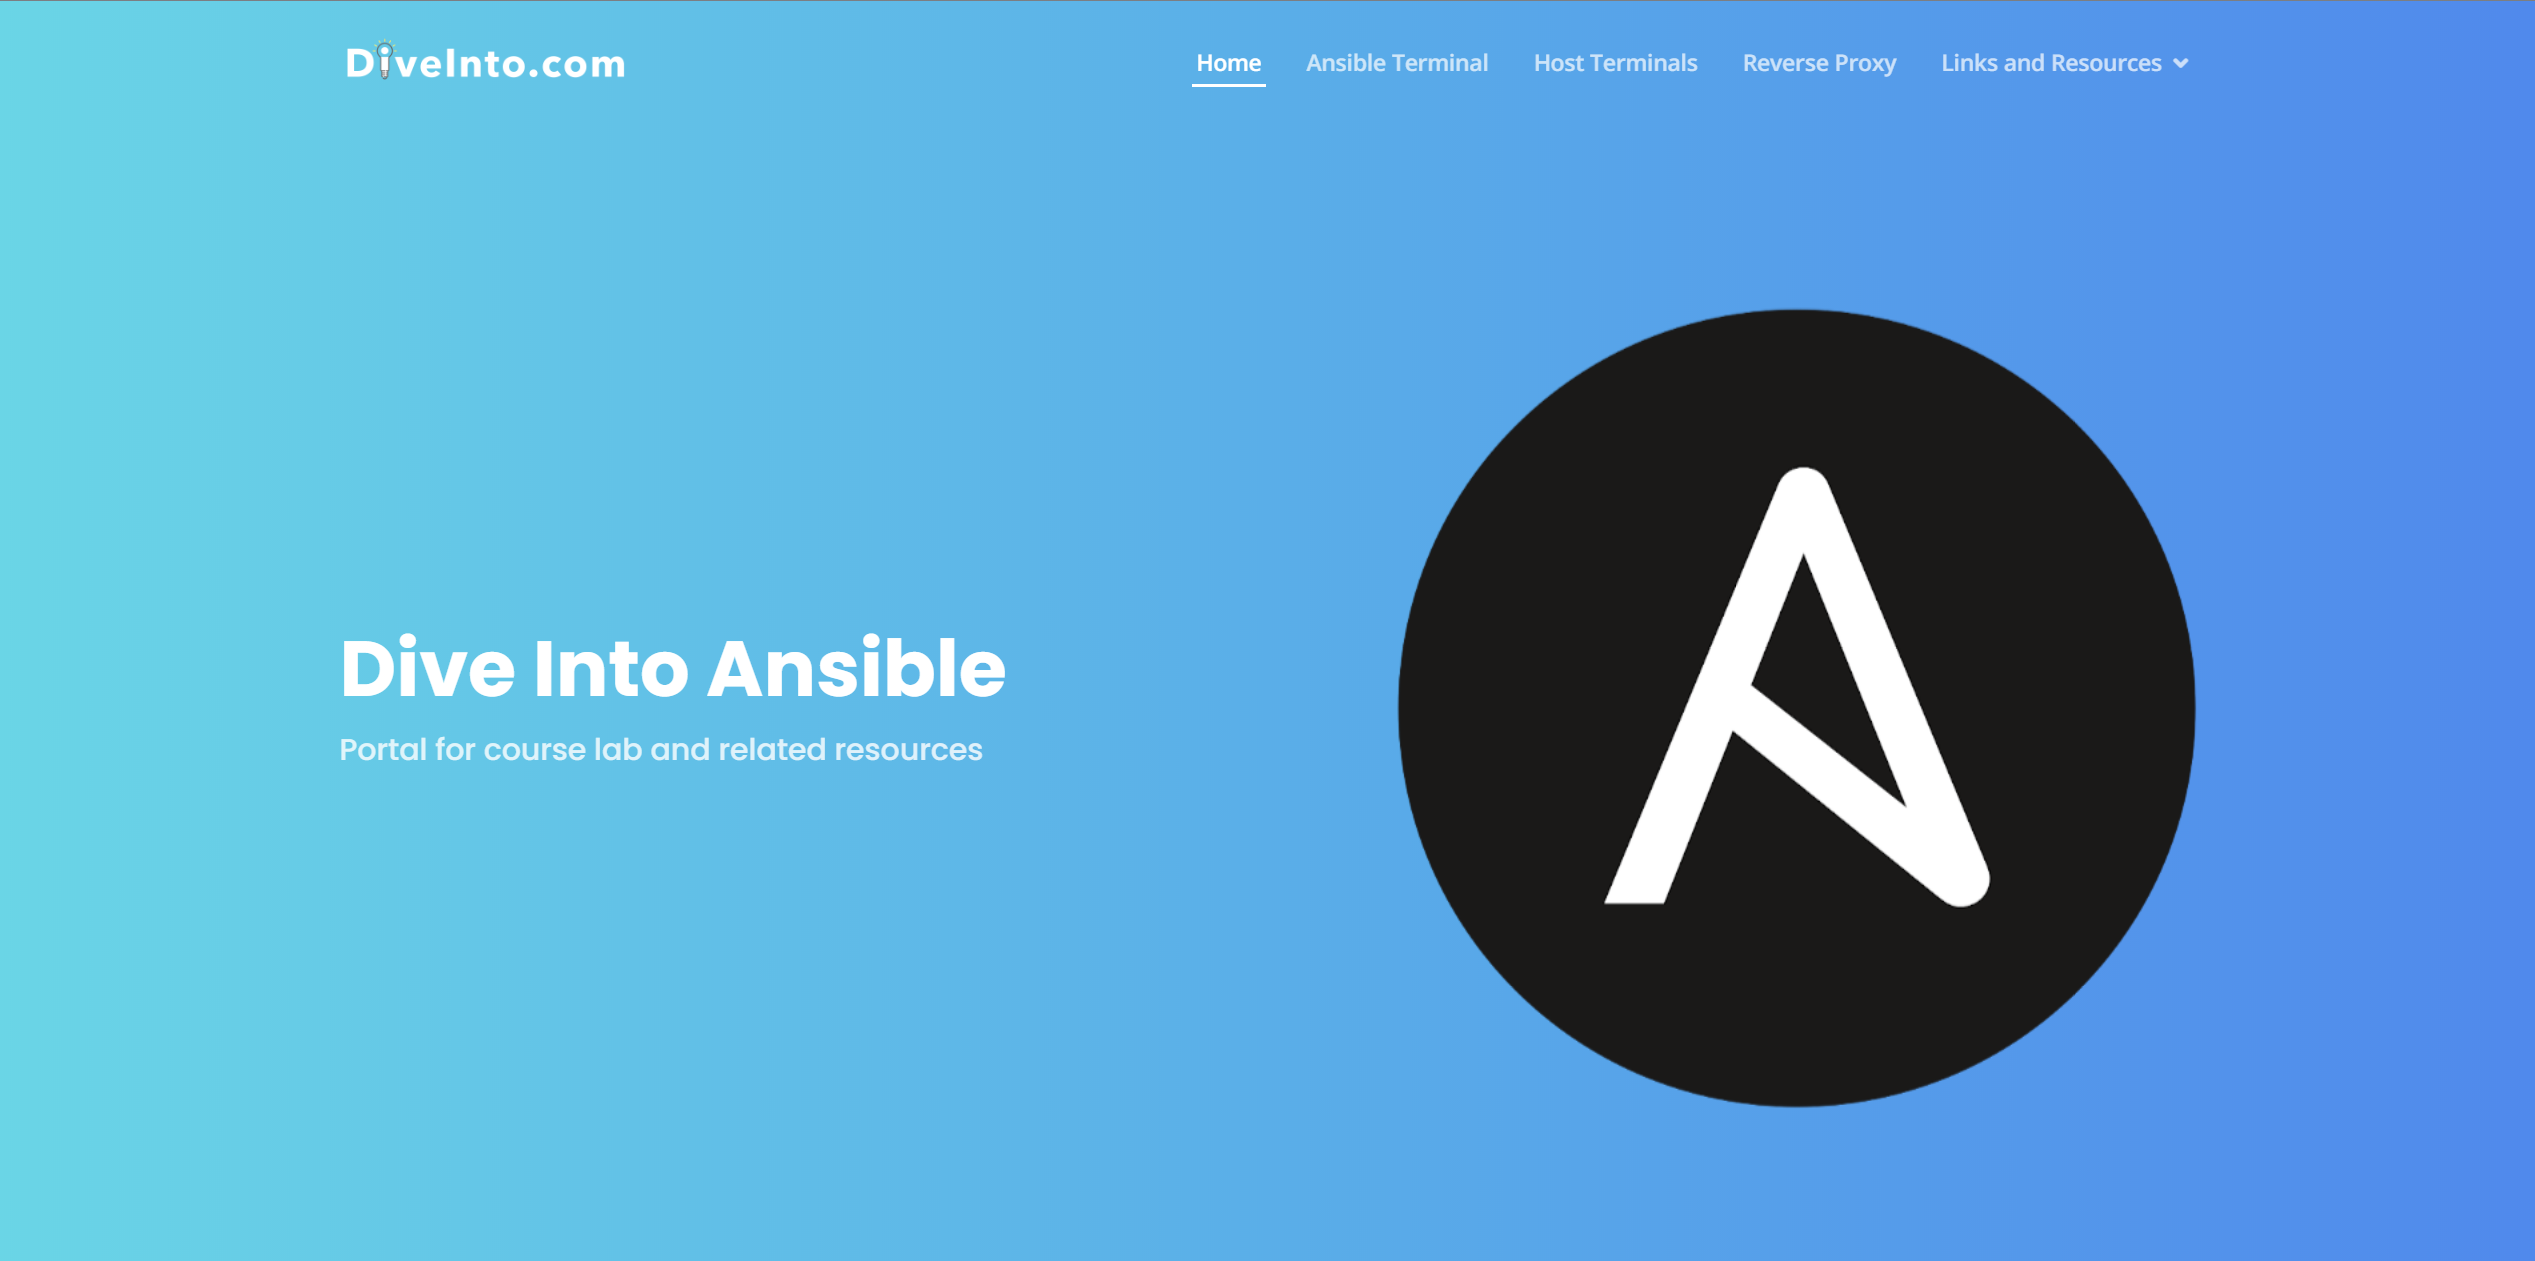 DiveInto.com
Home Ansible Terminal Host Terminals Reverse Proxy Links and Resources
Dive Into Ansible
Portal for course lab and related resources